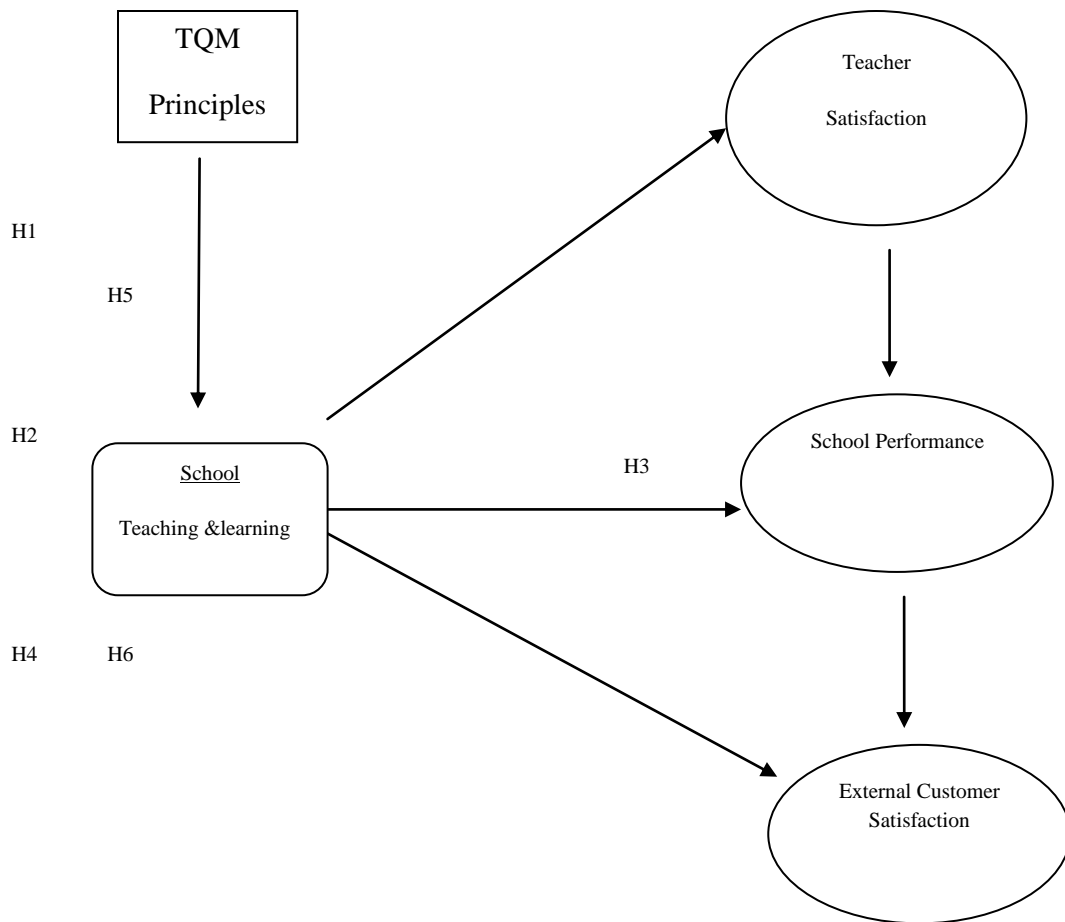 TQM
Principles
Teacher
Satisfaction
H1
H5
H2
School
Teaching &learning
H3
School Performance
H4 H6
External Customer
Satisfaction